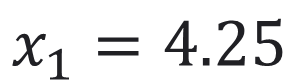 x₁ = 4.25